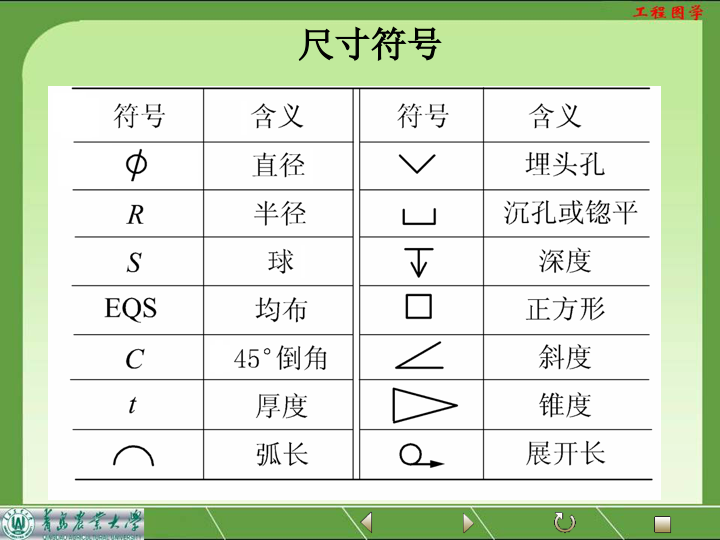 工程图学
尺寸符号
符号 含义 符号 含义
ϕ 直径 埋头孔
R 半径 沉孔或锪平
S 球 深度
EQS 均布 正方形
C 45°倒角 斜度
t 厚度 锥度
弧长 展开长
青岛农业大学